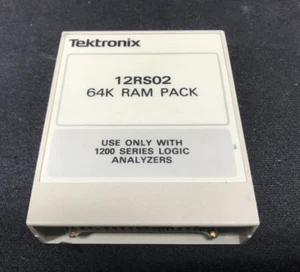 Tektronix
12RS02
64K RAM PACK
USE ONLY WITH
1200 SERIES LOGIC
ANALYZERS